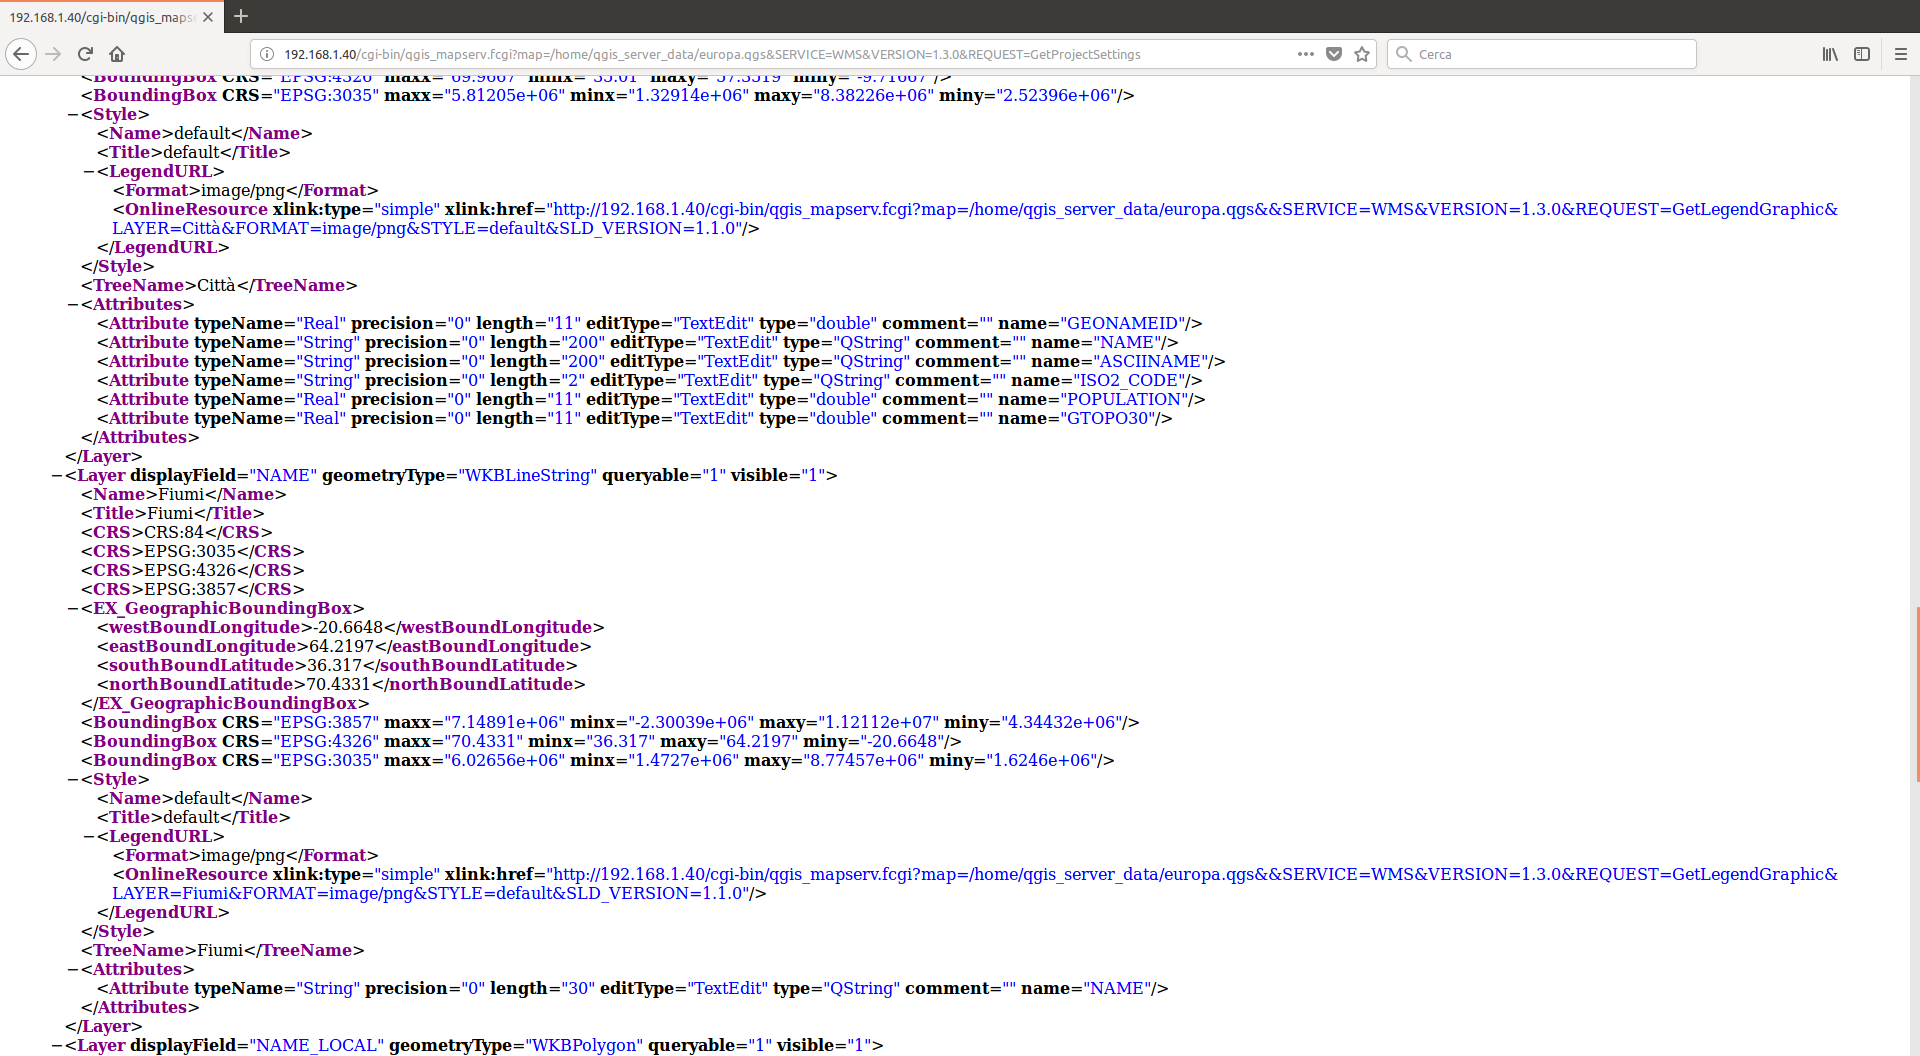 192.168.1.40/cgi-bin/qgis_maps
192.168.1.40/cgi-bin/qgis_mapserv.fcgi?map=/home/qgis_server_data/europa.qgs&SERVICE=WMS&VERSION=1.3.0&REQUEST=GetProjectSettings
Cerca
<BoundingBox CRS="EPSG:4326" maxx="69.9667" minx="35.01" maxy="57.3519" miny="-9.71667"/>
<BoundingBox CRS="EPSG:3035" maxx="5.81205e+06" minx="1.32914e+06" maxy="8.38226e+06" miny="2.52396e+06"/>
−<Style>
<Name>default</Name>
<Title>default</Title>
−<LegendURL>
<Format>image/png</Format>
<OnlineResource xlink:type="simple" xlink:href="http://192.168.1.40/cgi-bin/qgis_mapserv.fcgi?map=/home/qgis_server_data/europa.qgs&&SERVICE=WMS&VERSION=1.3.0&REQUEST=GetLegendGraphic&
LAYER=Città&FORMAT=image/png&STYLE=default&SLD_VERSION=1.1.0"/>
</LegendURL>
</Style>
<TreeName>Città</TreeName>
−<Attributes>
<Attribute typeName="Real" precision="0" length="11" editType="TextEdit" type="double" comment="" name="GEONAMEID"/>
<Attribute typeName="String" precision="0" length="200" editType="TextEdit" type="QString" comment="" name="NAME"/>
<Attribute typeName="String" precision="0" length="200" editType="TextEdit" type="QString" comment="" name="ASCIINAME"/>
<Attribute typeName="String" precision="0" length="2" editType="TextEdit" type="QString" comment="" name="ISO2_CODE"/>
<Attribute typeName="Real" precision="0" length="11" editType="TextEdit" type="double" comment="" name="POPULATION"/>
<Attribute typeName="Real" precision="0" length="11" editType="TextEdit" type="double" comment="" name="GTOPO30"/>
</Attributes>
</Layer>
−<Layer displayField="NAME" geometryType="WKBLineString" queryable="1" visible="1">
<Name>Fiumi</Name>
<Title>Fiumi</Title>
<CRS>CRS:84</CRS>
<CRS>EPSG:3035</CRS>
<CRS>EPSG:4326</CRS>
<CRS>EPSG:3857</CRS>
−<EX_GeographicBoundingBox>
<westBoundLongitude>-20.6648</westBoundLongitude>
<eastBoundLongitude>64.2197</eastBoundLongitude>
<southBoundLatitude>36.317</southBoundLatitude>
<northBoundLatitude>70.4331</northBoundLatitude>
</EX_GeographicBoundingBox>
<BoundingBox CRS="EPSG:3857" maxx="7.14891e+06" minx="-2.30039e+06" maxy="1.12112e+07" miny="4.34432e+06"/>
<BoundingBox CRS="EPSG:4326" maxx="70.4331" minx="36.317" maxy="64.2197" miny="-20.6648"/>
<BoundingBox CRS="EPSG:3035" maxx="6.02656e+06" minx="1.4727e+06" maxy="8.77457e+06" miny="1.6246e+06"/>
−<Style>
<Name>default</Name>
<Title>default</Title>
−<LegendURL>
<Format>image/png</Format>
<OnlineResource xlink:type="simple" xlink:href="http://192.168.1.40/cgi-bin/qgis_mapserv.fcgi?map=/home/qgis_server_data/europa.qgs&&SERVICE=WMS&VERSION=1.3.0&REQUEST=GetLegendGraphic&
LAYER=Fiumi&FORMAT=image/png&STYLE=default&SLD_VERSION=1.1.0"/>
</LegendURL>
</Style>
<TreeName>Fiumi</TreeName>
−<Attributes>
<Attribute typeName="String" precision="0" length="30" editType="TextEdit" type="QString" comment="" name="NAME"/>
</Attributes>
</Layer>
−<Layer displayField="NAME_LOCAL" geometryType="WKBPolygon" queryable="1" visible="1">